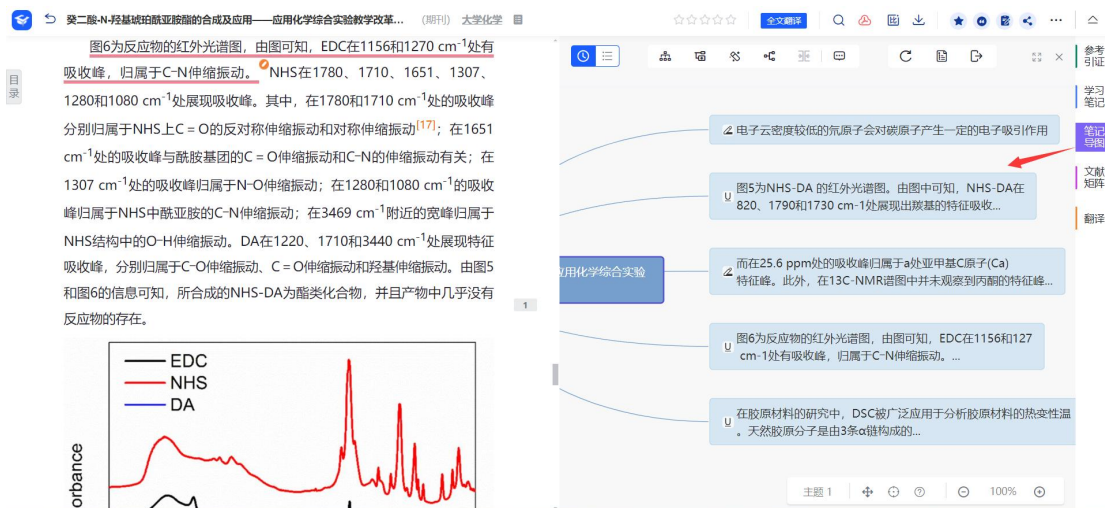 癸二酸-N-羟基琥珀亚胺酯的合成及应用——应用化学综合实验教学改革... (期刊) 大学化学
全文翻译
目录
图6为反应物的红外光谱图，由图可知，EDC在1156和1270 cm⁻¹处有
吸收峰，归属于C-N伸缩振动。NHS在1780、1710、1651、1307、
1280和1080 cm⁻¹处展现吸收峰。其中，在1780和1710 cm⁻¹处的吸收峰
分别归属于NHS上C = O的反对称伸缩振动和对称伸缩振动[17]；在1651
cm⁻¹处的吸收峰与酰胺基团的C = O伸缩振动和C-N的伸缩振动有关；在
1307 cm⁻¹处的吸收峰归属于N-O伸缩振动；在1280和1080 cm⁻¹的吸收
峰归属于NHS中酰亚胺的C-N伸缩振动；在3469 cm⁻¹附近的宽峰归属于
NHS结构中的O-H伸缩振动。DA在1220、1710和3440 cm⁻¹处展现特征
吸收峰，分别归属于C-O伸缩振动、C = O伸缩振动和羟基伸缩振动。由图5
和图6的信息可知，所合成的NHS-DA为酯类化合物，并且产物中几乎没有
反应物的存在。
1
EDC
NHS
DA
orbance
应用化学综合实验
电子云密度较低的氘原子会对碳原子产生一定的电子吸引作用
图5为NHS-DA 的红外光谱图。由图中可知，NHS-DA在
820、1790和1730 cm-1处展现出羰基的特征吸收...
而在25.6 ppm处的吸收峰归属于a处亚甲基C原子(Ca)
特征峰。此外，在13C-NMR谱图中并未观察到丙酮的特征峰...
图6为反应物的红外光谱图，由图可知，EDC在1156和127
cm-1处有吸收峰，归属于C-N伸缩振动。...
在胶原材料的研究中，DSC被广泛应用于分析胶原材料的热变性温
。天然胶原分子是由3条α链构成的...
主题 1
100%
参考
引证
学习
笔记
笔记
导图
文献
矩阵
翻译